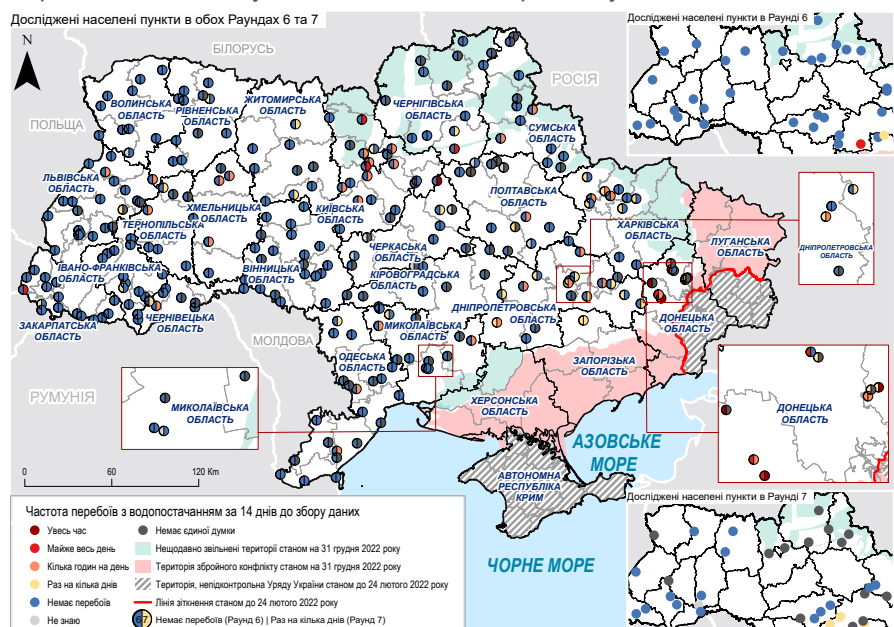 Досліджені населені пункти в обох Раундах 6 та 7
Досліджені населені пункти в Раунді 6
N
БІЛОРУСЬ
РОСІЯ
ПОЛЬЩА
ВОЛИНСЬКА
ОБЛАСТЬ
РІВНЕНСЬКА
ОБЛАСТЬ
ЖИТОМИРСЬКА
ОБЛАСТЬ
ЧЕРНІГІВСЬКА
ОБЛАСТЬ
СУМСЬКА
ОБЛАСТЬ
ЛЬВІВСЬКА
ОБЛАСТЬ
ТЕРНОПІЛЬСЬКА
ОБЛАСТЬ
ХМЕЛЬНИЦЬКА
ОБЛАСТЬ
КИЇВСЬКА
ОБЛАСТЬ
ПОЛТАВСЬКА
ОБЛАСТЬ
ХАРКІВСЬКА
ОБЛАСТЬ
ЛУГАНСЬКА
ОБЛАСТЬ
ДНІПРОПЕТРОВСЬКА
ОБЛАСТЬ
ІВАНО-ФРАНКІВСЬКА
ОБЛАСТЬ
ВІННИЦЬКА
ОБЛАСТЬ
ЧЕРКАСЬКА
ОБЛАСТЬ
КІРОВОГРАДСЬКА
ОБЛАСТЬ
ЗАКАРПАТСЬКА
ОБЛАСТЬ
ЧЕРНІВЕЦЬКА
ОБЛАСТЬ
ДНІПРОПЕТРОВСЬКА
ОБЛАСТЬ
ДОНЕЦЬКА
ОБЛАСТЬ
МОЛДОВА
МИКОЛАЇВСЬКА
ОБЛАСТЬ
ОДЕСЬКА
ОБЛАСТЬ
ЗАПОРІЗЬКА
ОБЛАСТЬ
РУМУНІЯ
МИКОЛАЇВСЬКА
ОБЛАСТЬ
ХЕРСОНСЬКА
ОБЛАСТЬ
ДОНЕЦЬКА
ОБЛАСТЬ
АЗОВСЬКЕ
МОРЕ
АВТОНОМНА
РЕСПУБЛІКА
КРИМ
0 60 120 Км
ЧОРНЕ МОРЕ
Досліджені населені пункти в Раунді 7
Частота перебоїв з водопостачанням за 14 днів до збору даних
Увесь час
Майже весь день
Кілька годин на день
Раз на кілька днів
Немає перебоїв
Не знаю
Немає єдиної думки
Нещодавно звільнені території станом на 31 грудня 2022 року
Територія збройного конфлікту станом на 31 грудня 2022 року
Територія, непідконтрольна Уряду України станом до 24 лютого 2022 року
Лінія зіткнення станом до 24 лютого 2022 року
6 7 Немає перебоїв (Раунд 6) | Раз на кілька днів (Раунд 7)